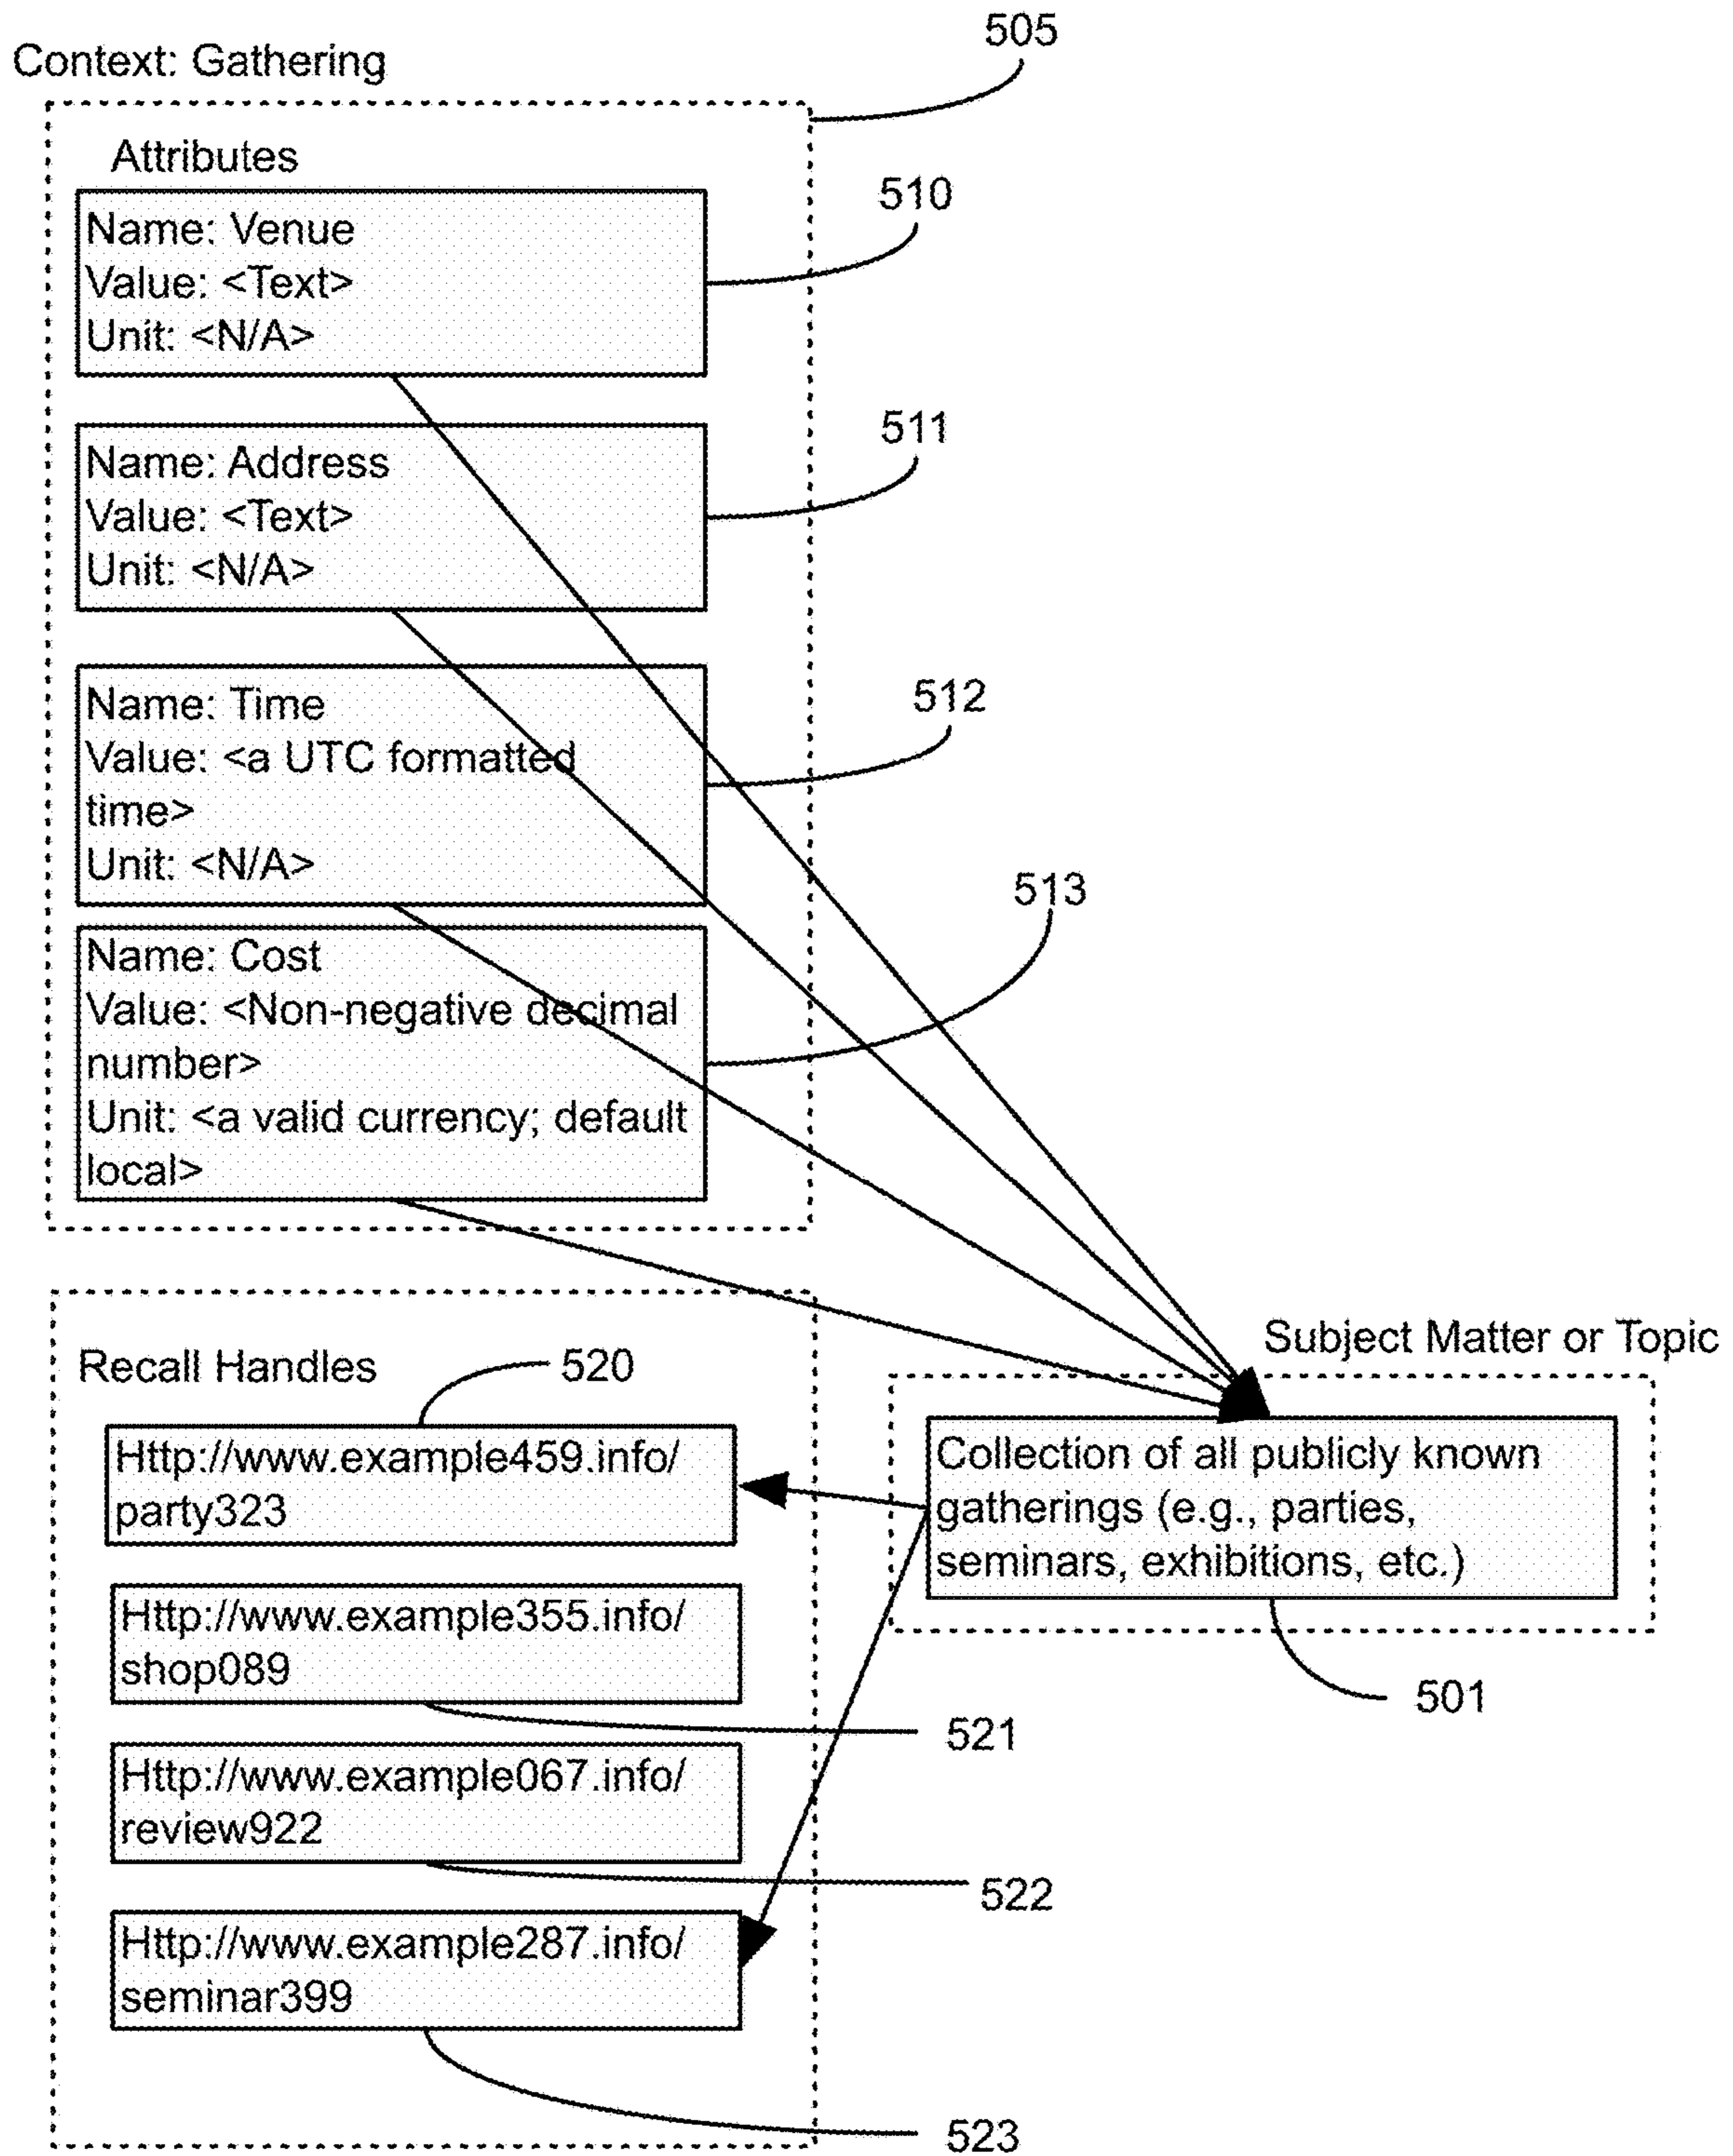 505
Context: Gathering
Attributes
510
Name: Venue
Value: <Text>
Unit: <N/A>
511
Name: Address
Value: <Text>
Unit: <N/A>
512
Name: Time
Value: <a UTC formatted
time>
Unit: <N/A>
513
Name: Cost
Value: <Non-negative decimal
number>
Unit: <a valid currency; default
local>
Subject Matter or Topic
Recall Handles
520
Http://www.example459.info/
party323
Collection of all publicly known
gatherings (e.g., parties,
seminars, exhibitions, etc.)
501
Http://www.example355.info/
shop089
521
Http://www.example067.info/
review922
522
Http://www.example287.info/
seminar399
523